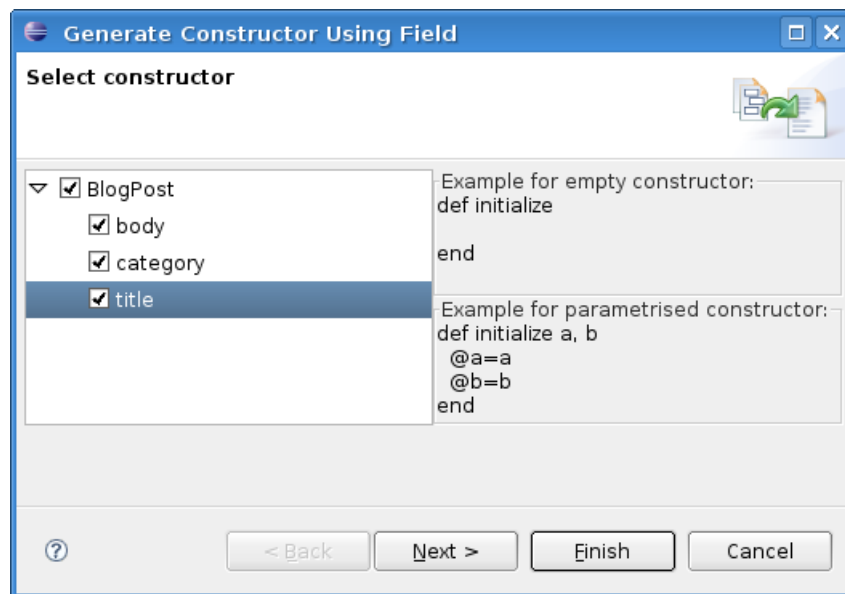 Generate Constructor Using Field
Select constructor
BlogPost
body
category
title
Example for empty constructor:
def initialize
end
Example for parametrised constructor:
def initialize a, b
@a=a
@b=b
end
< Back
Next >
Finish
Cancel